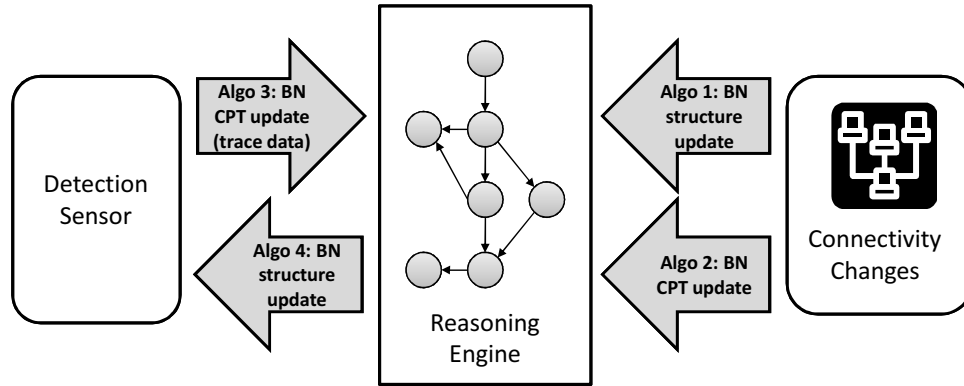 Detection
Sensor
Algo 3: BN
CPT update
(trace data)
Algo 4: BN
structure
update
Reasoning
Engine
Algo 1: BN
structure
update
Algo 2: BN
CPT update
Connectivity
Changes